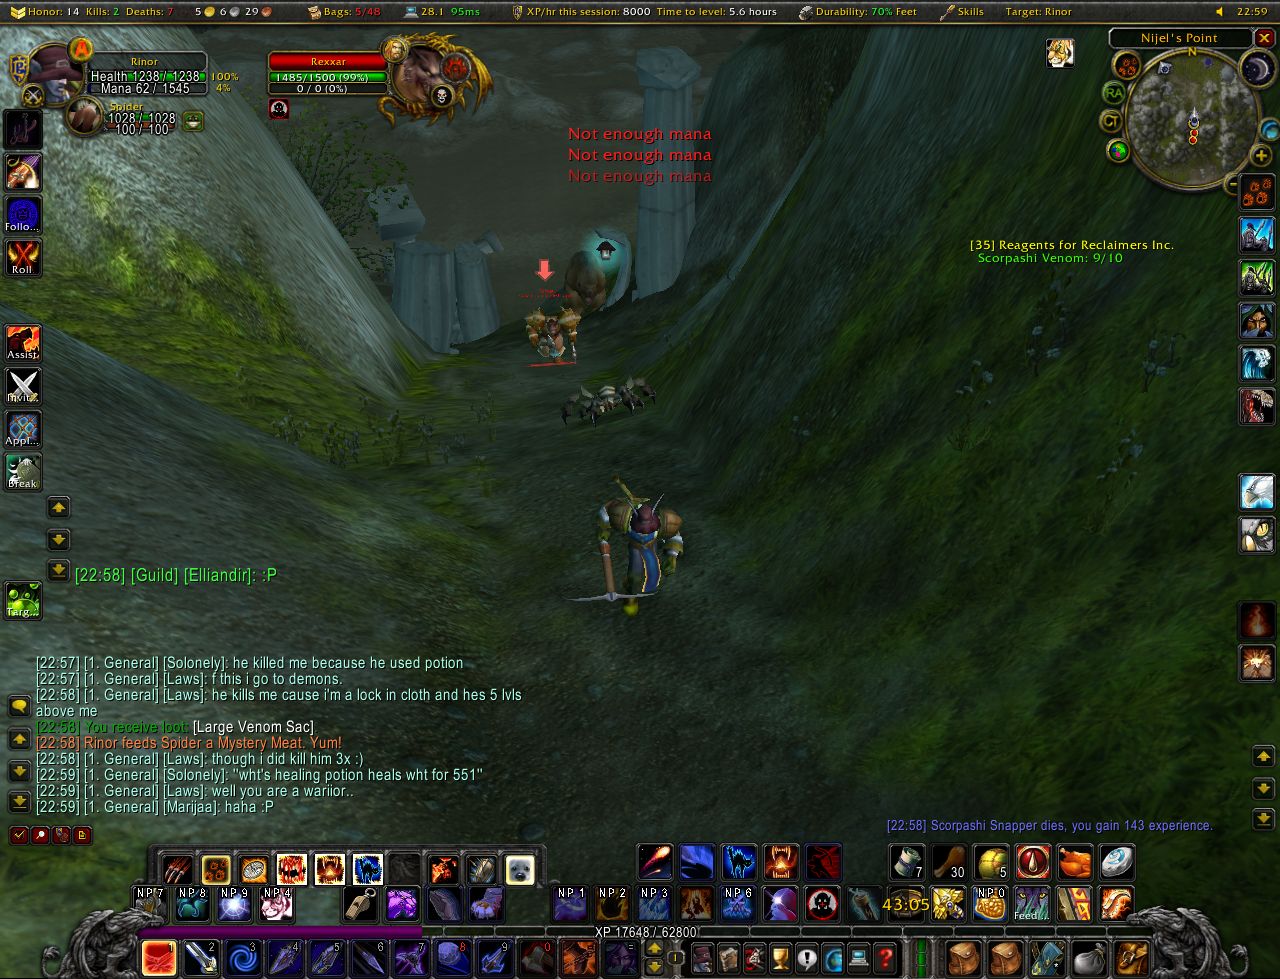 Honor: 14 Kills: 2 Deaths: 7 5 6 29 Bags: 5/48 28.1 95ms XP/hr this session: 8000 Time to level: 5.6 hours Durability: 70% Feet Skills Target: Rinor 22:59
Nijel's Point
N
A
Rinor
Health 1238 / 1238 100%
Mana 62 / 1545 4%
Spider
1028 / 1028
100 / 100
Rexxar
1485/1500 (99%)
0 / 0 (0%)
RA
CT
Not enough mana
Not enough mana
Not enough mana
[35] Reagents for Reclaimers Inc.
Scorpashi Venom: 9/10
Follo...
Roll
Assist
Invit...
Appl...
Break
Targ...
[22:58] [Guild] [Elliandir]: :P
[22:57] [1. General] [Solonely]: he killed me because he used potion
[22:57] [1. General] [Laws]: f this i go to demons.
[22:58] [1. General] [Laws]: he kills me cause i'm a lock in cloth and hes 5 lvls
above me
[22:58] You receive loot: [Large Venom Sac]
[22:58] Rinor feeds Spider a Mystery Meat. Yum!
[22:58] [1. General] [Laws]: though i did kill him 3x :)
[22:59] [1. General] [Solonely]: "wht's healing potion heals wht for 551"
[22:59] [1. General] [Laws]: well you are a wariior..
[22:59] [1. General] [Marijaa]: haha :P
[22:58] Scorpashi Snapper dies, you gain 143 experience.
7 30 5
NP 7 NP 8 NP 9 NP 4 NP 1 NP 2 NP 3 NP 6 43:05 NP 0 Feed...
XP 17648 / 62800
1 2 3 4 5 6 7 8 9 0 - =
1